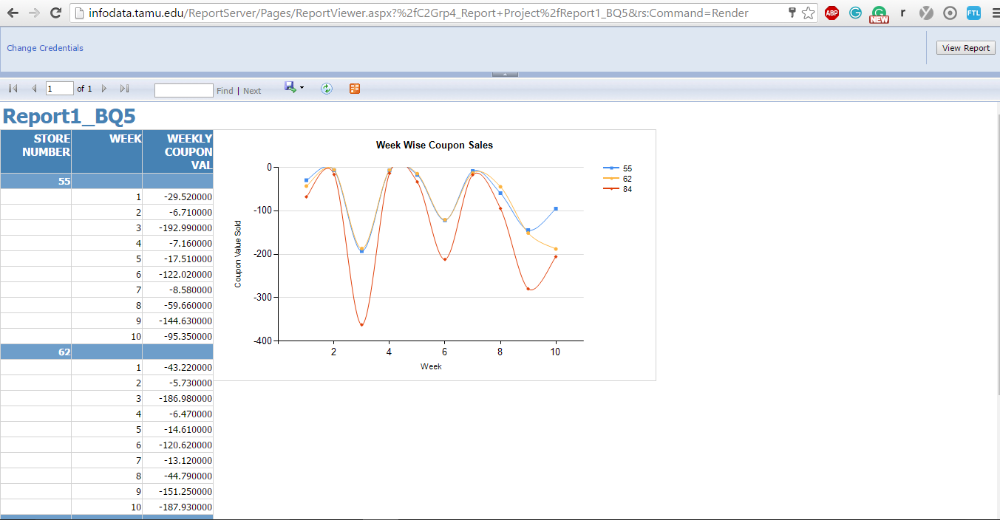 infodata.tamu.edu/ReportServer/Pages/ReportViewer.aspx?%2fC2Grp4_Report+Project%2fReport1_BQ5&rs:Command=Render
ABP
G
G
NEW
r
y
FTL
Change Credentials
View Report
1 of 1
Find | Next
Report1_BQ5
STORE NUMBER WEEK WEEKLY COUPON VAL
55
1 -29.520000
2 -6.710000
3 -192.990000
4 -7.160000
5 -17.510000
6 -122.020000
7 -8.580000
8 -59.660000
9 -144.630000
10 -95.350000
62
1 -43.220000
2 -5.730000
3 -186.980000
4 -6.470000
5 -14.610000
6 -120.620000
7 -13.120000
8 -44.790000
9 -151.250000
10 -187.930000
Week Wise Coupon Sales
Coupon Value Sold
0
-100
-200
-300
-400
2 4 6 8 10
Week
55
62
84